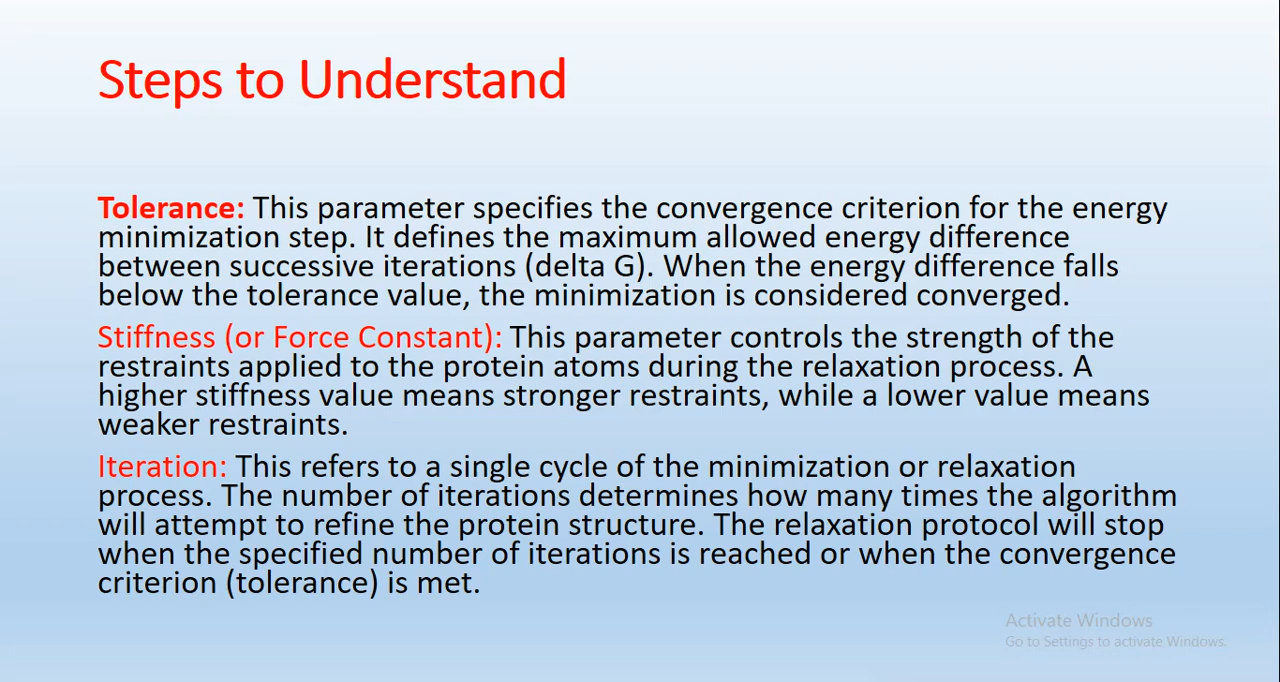 Steps to Understand
Tolerance: This parameter specifies the convergence criterion for the energy
minimization step. It defines the maximum allowed energy difference
between successive iterations (delta G). When the energy difference falls
below the tolerance value, the minimization is considered converged.
Stiffness (or Force Constant): This parameter controls the strength of the
restraints applied to the protein atoms during the relaxation process. A
higher stiffness value means stronger restraints, while a lower value means
weaker restraints.
Iteration: This refers to a single cycle of the minimization or relaxation
process. The number of iterations determines how many times the algorithm
will attempt to refine the protein structure. The relaxation protocol will stop
when the specified number of iterations is reached or when the convergence
criterion (tolerance) is met.
Activate Windows
Go to Settings to activate Windows.